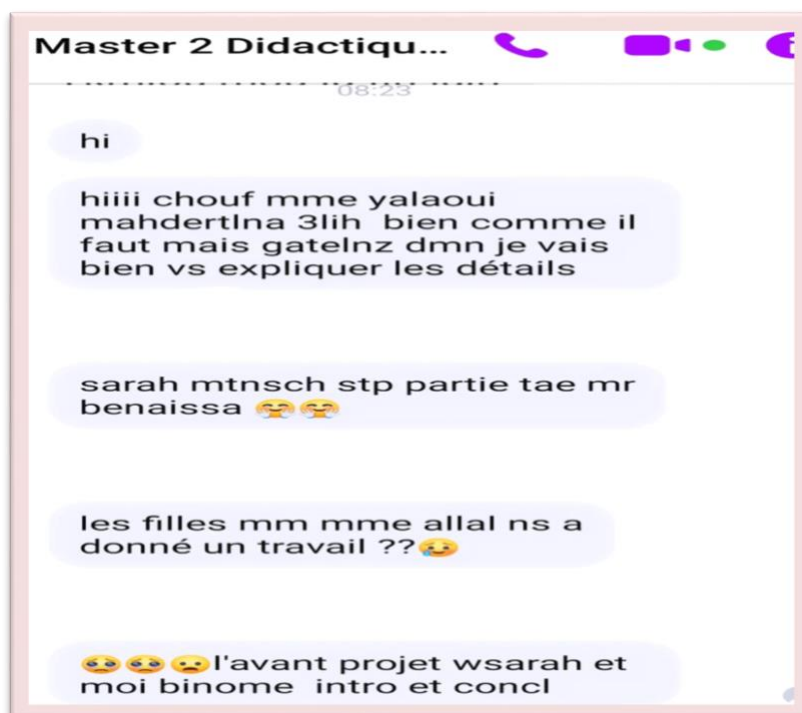 Master 2 Didactiqu...
08:23
hi
hiiii chouf mme yalaoui
mahdertlna 3lih bien comme il
faut mais gatelnz dmn je vais
bien vs expliquer les détails
sarah mtnsch stp partie tae mr
benaissa 🤗🤗
les filles mm mme allal ns a
donné un travail ??😥
🥺🥺😦l'avant projet wsarah et
moi binome intro et concl